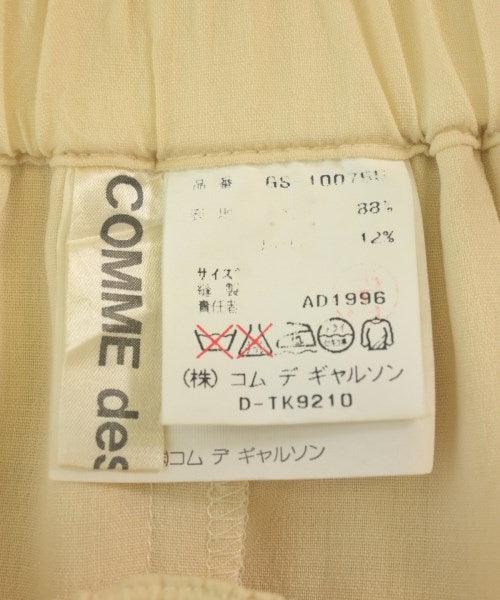 COMME des
品番 GS-100750
88%
12%
サイズ
縫製
責任者 AD1996
(株) コム デ ギャルソン
D-TK9210
コム デ ギャルソン